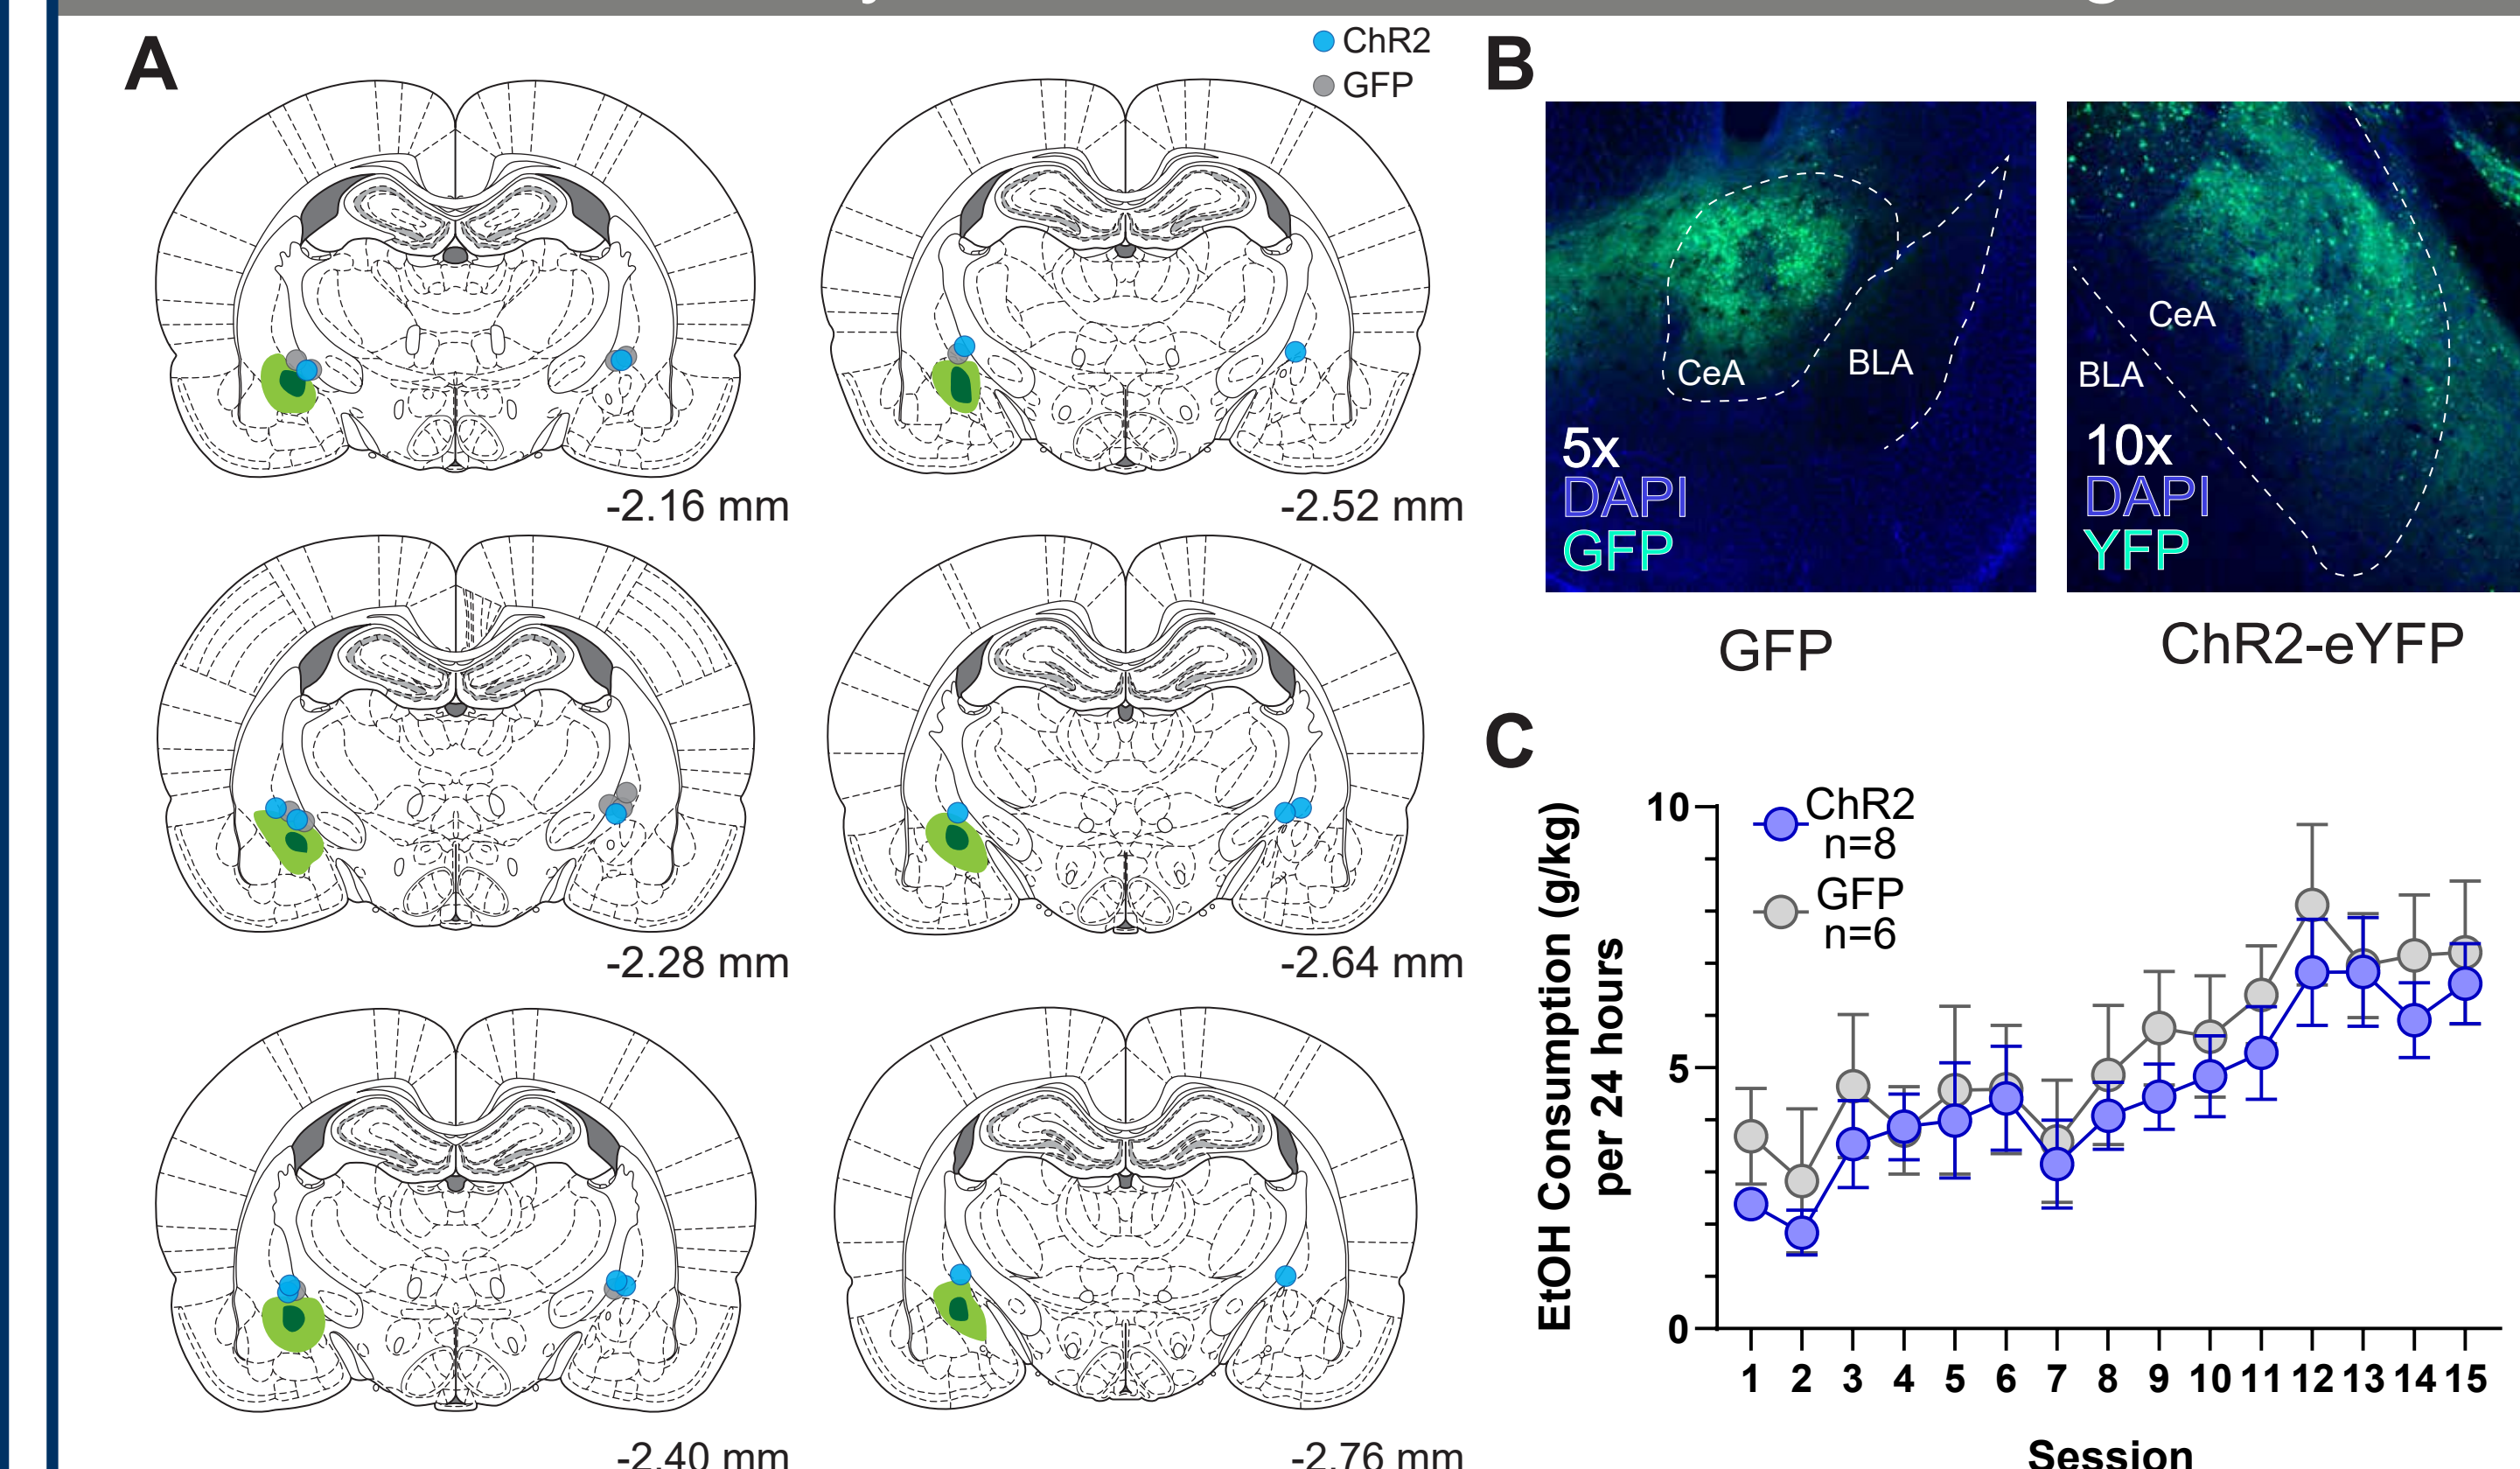 A
ChR2
GFP
-2.16 mm
-2.52 mm
-2.28 mm
-2.64 mm
-2.40 mm
-2.76 mm
B
CeA
BLA
5x
DAPI
GFP
CeA
BLA
10x
DAPI
YFP
GFP
ChR2-eYFP
C
EtOH Consumption (g/kg)
per 24 hours
10
5
0
ChR2
n=8
GFP
n=6
1 2 3 4 5 6 7 8 9 10 11 12 13 14 15
Session